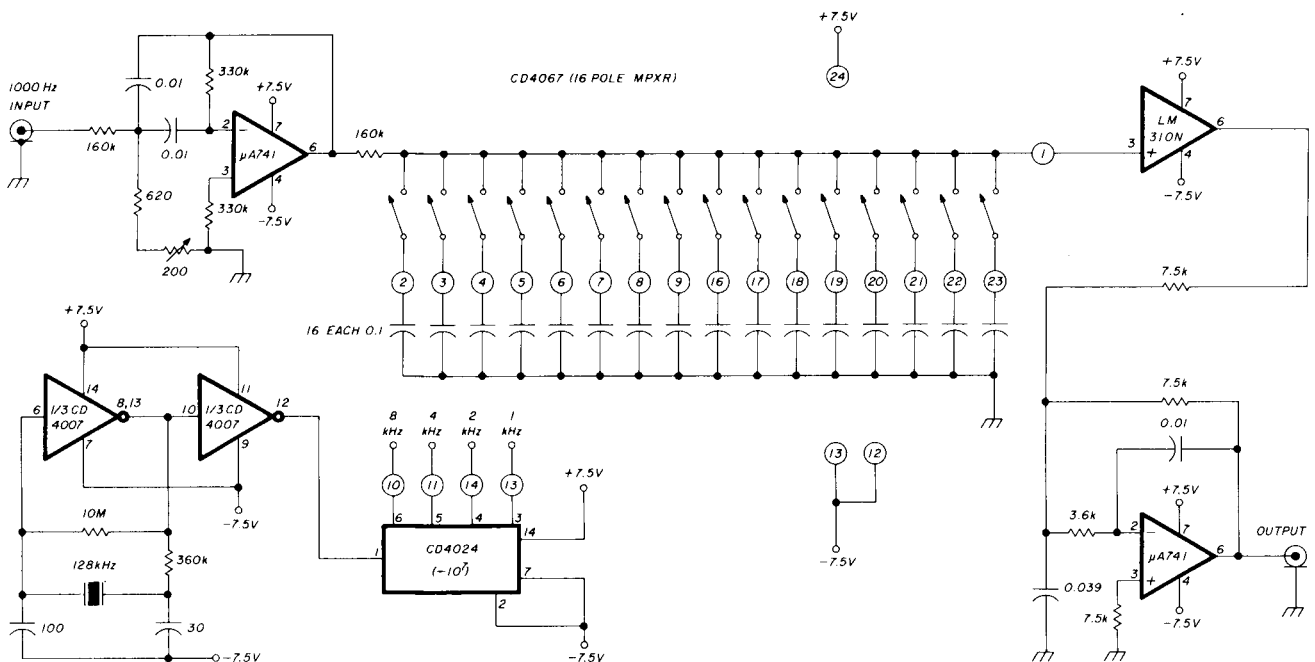 1000 Hz
INPUT
160k
0.01
0.01
330k
+7.5V
2
−
7
μA741
6
3
4
-7.5V
330k
620
200
160k
CD4067 (16 POLE MPXR)
+7.5V
24
1
2
3
4
5
6
7
8
9
16
17
18
19
20
21
22
23
16 EACH 0.1
+7.5V
7
LM
310N
3
+
6
4
-7.5V
7.5k
7.5k
0.01
+7.5V
3.6k
2
−
7
μA741
6
OUTPUT
3
+
4
-7.5V
0.039
7.5k
13
12
-7.5V
+7.5V
14
6
1/3 CD
4007
8,13
7
11
10
1/3 CD
4007
12
9
-7.5V
10M
360k
128kHz
100
30
-7.5V
8
kHz
4
kHz
2
kHz
1
kHz
10
11
14
13
6
5
4
3
+7.5V
14
1
CD4024
(÷10⁷)
7
2
-7.5V